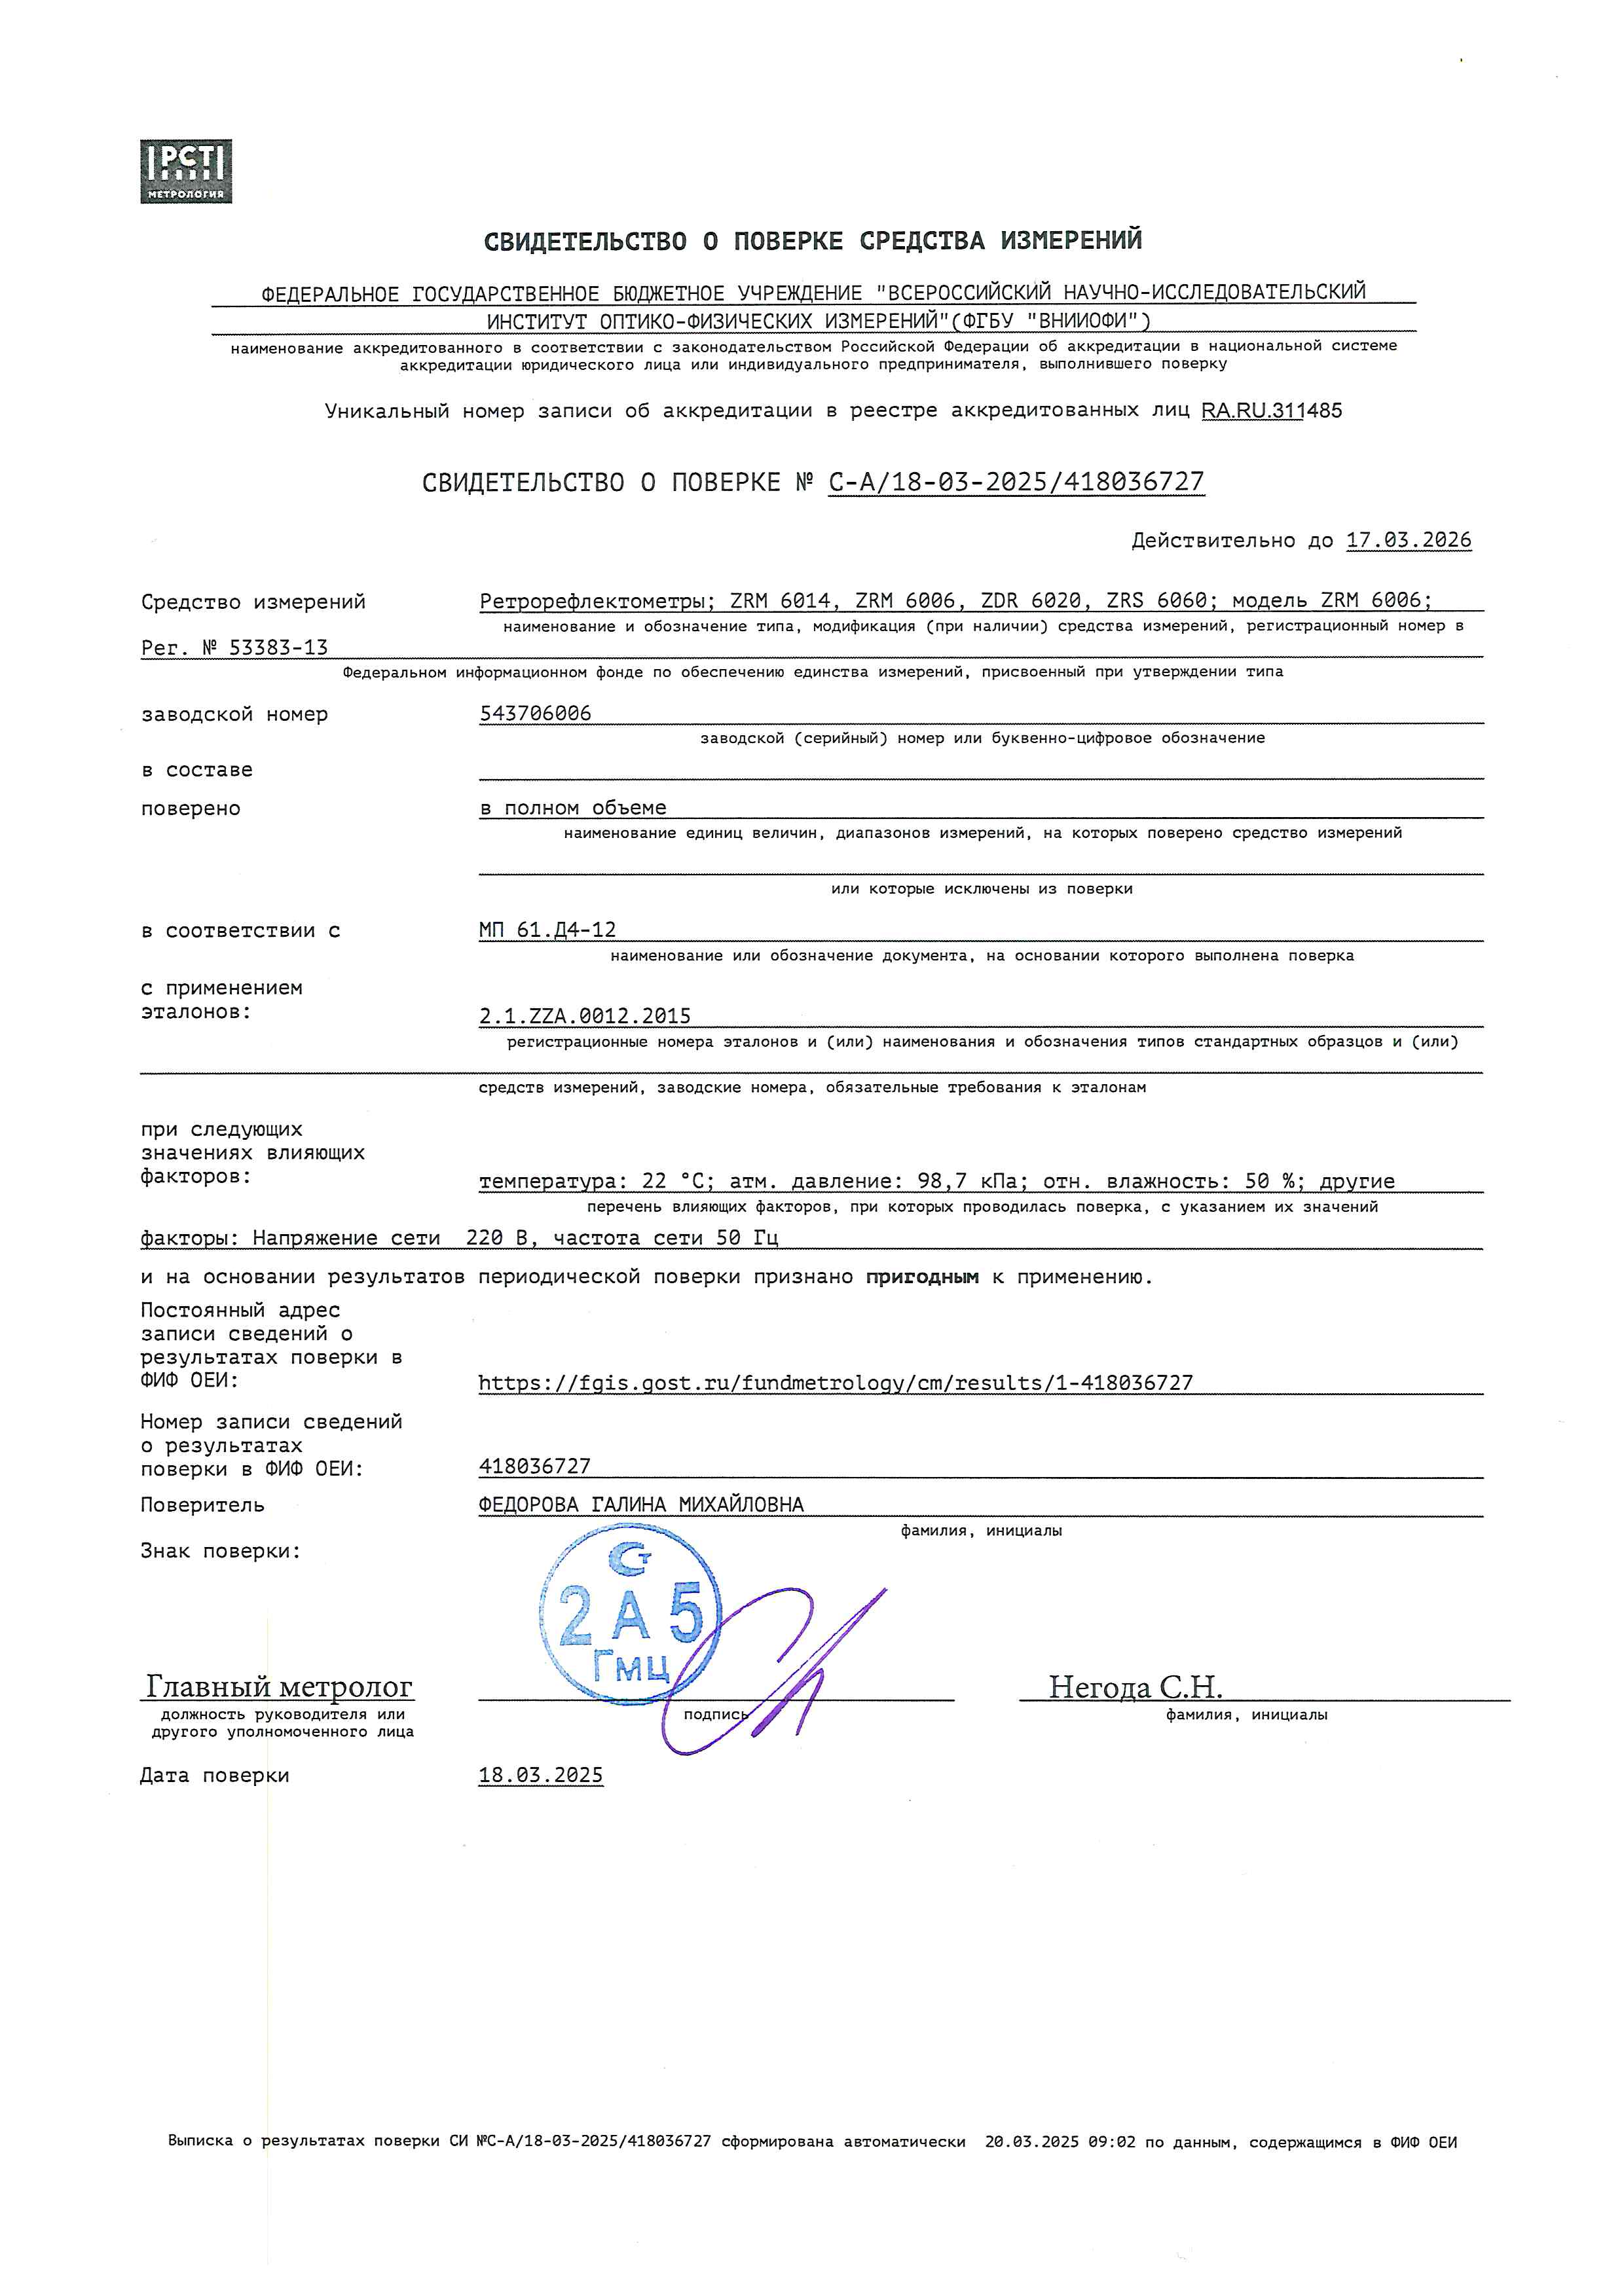 РСТ
МЕТРОЛОГИЯ
СВИДЕТЕЛЬСТВО О ПОВЕРКЕ СРЕДСТВА ИЗМЕРЕНИЙ
ФЕДЕРАЛЬНОЕ ГОСУДАРСТВЕННОЕ БЮДЖЕТНОЕ УЧРЕЖДЕНИЕ "ВСЕРОССИЙСКИЙ НАУЧНО-ИССЛЕДОВАТЕЛЬСКИЙ
ИНСТИТУТ ОПТИКО-ФИЗИЧЕСКИХ ИЗМЕРЕНИЙ"(ФГБУ "ВНИИОФИ")
наименование аккредитованного в соответствии с законодательством Российской Федерации об аккредитации в национальной системе
аккредитации юридического лица или индивидуального предпринимателя, выполнившего поверку
Уникальный номер записи об аккредитации в реестре аккредитованных лиц RA.RU.311485
СВИДЕТЕЛЬСТВО О ПОВЕРКЕ № С-А/18-03-2025/418036727
Действительно до 17.03.2026
Средство измерений Ретрорефлектометры; ZRM 6014, ZRM 6006, ZDR 6020, ZRS 6060; модель ZRM 6006;
наименование и обозначение типа, модификация (при наличии) средства измерений, регистрационный номер в
Рег. № 53383-13
Федеральном информационном фонде по обеспечению единства измерений, присвоенный при утверждении типа
заводской номер 543706006
заводской (серийный) номер или буквенно-цифровое обозначение
в составе
поверено в полном объеме
наименование единиц величин, диапазонов измерений, на которых поверено средство измерений
или которые исключены из поверки
в соответствии с МП 61.Д4-12
наименование или обозначение документа, на основании которого выполнена поверка
с применением
эталонов: 2.1.ZZA.0012.2015
регистрационные номера эталонов и (или) наименования и обозначения типов стандартных образцов и (или)
средств измерений, заводские номера, обязательные требования к эталонам
при следующих
значениях влияющих
факторов: температура: 22 °С; атм. давление: 98,7 кПа; отн. влажность: 50 %; другие
перечень влияющих факторов, при которых проводилась поверка, с указанием их значений
факторы: Напряжение сети 220 В, частота сети 50 Гц
и на основании результатов периодической поверки признано пригодным к применению.
Постоянный адрес
записи сведений о
результатах поверки в
ФИФ ОЕИ: https://fgis.gost.ru/fundmetrology/cm/results/1-418036727
Номер записи сведений
о результатах
поверки в ФИФ ОЕИ: 418036727
Поверитель ФЕДОРОВА ГАЛИНА МИХАЙЛОВНА
фамилия, инициалы
Знак поверки:
2 А 5
Гмц
Главный метролог Негода С.Н.
должность руководителя или подпись фамилия, инициалы
другого уполномоченного лица
Дата поверки 18.03.2025
Выписка о результатах поверки СИ №С-А/18-03-2025/418036727 сформирована автоматически 20.03.2025 09:02 по данным, содержащимся в ФИФ ОЕИ